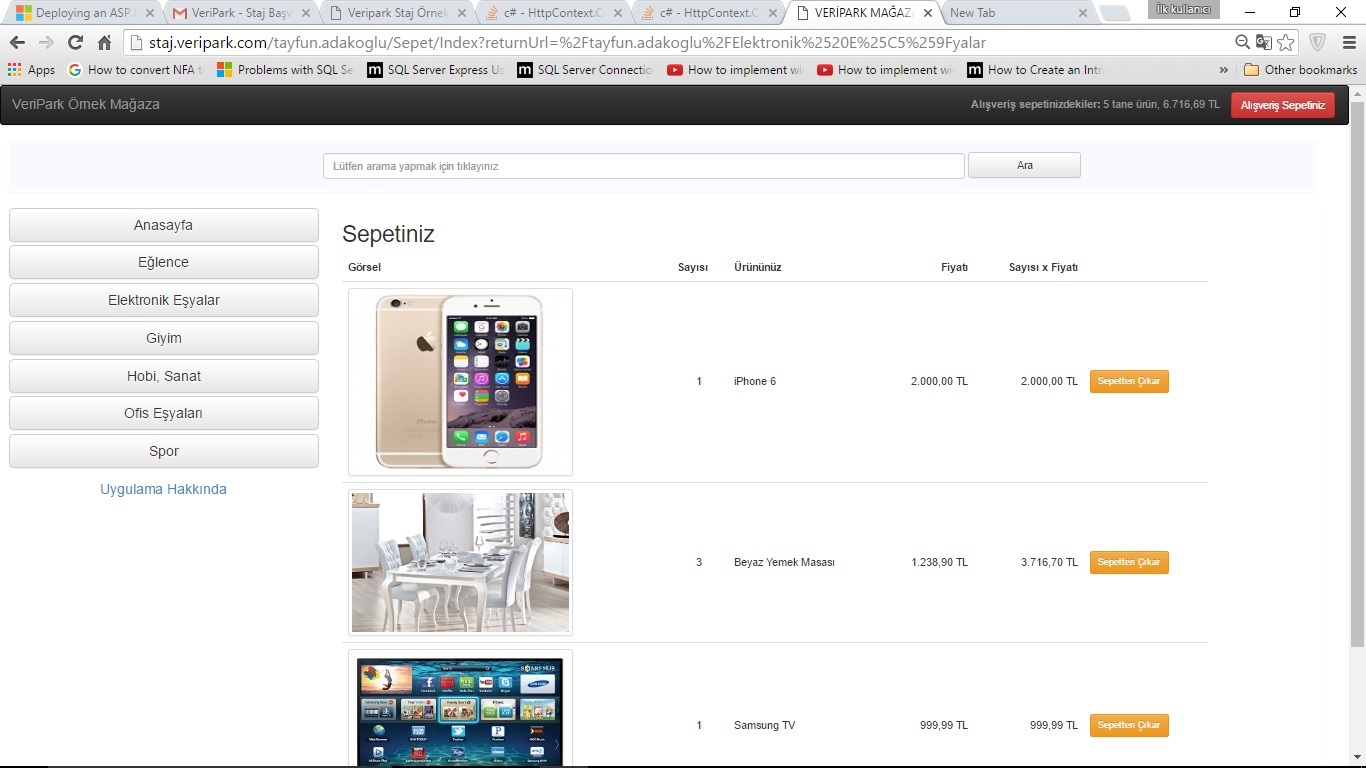 Deploying an ASP.
VeriPark - Staj Başv
Veripark Staj Örnek
c# - HttpContext.C
c# - HttpContext.C
VERİPARK MAĞAZA
New Tab
İlk kullanıcı
staj.veripark.com/tayfun.adakoglu/Sepet/Index?returnUrl=%2Ftayfun.adakoglu%2FElektronik%2520E%25C5%259Fyalar
Apps
How to convert NFA t
Problems with SQL Se
SQL Server Express Us
SQL Server Connectio
How to implement wi
How to implement wi
How to Create an Intr
»
Other bookmarks
VeriPark Örnek Mağaza
Alışveriş sepetinizdekiler: 5 tane ürün, 6.716,69 TL
Alışveriş Sepetiniz
Lütfen arama yapmak için tıklayınız
Ara
Anasayfa
Eğlence
Elektronik Eşyalar
Giyim
Hobi, Sanat
Ofis Eşyaları
Spor
Uygulama Hakkında
Sepetiniz
Görsel Sayısı Ürününüz Fiyatı Sayısı x Fiyatı
iPhone
1 iPhone 6 2.000,00 TL 2.000,00 TL Sepetten Çıkar
3 Beyaz Yemek Masası 1.238,90 TL 3.716,70 TL Sepetten Çıkar
SMART HUB
SAMSUNG
Facebook
1 Samsung TV 999,99 TL 999,99 TL Sepetten Çıkar